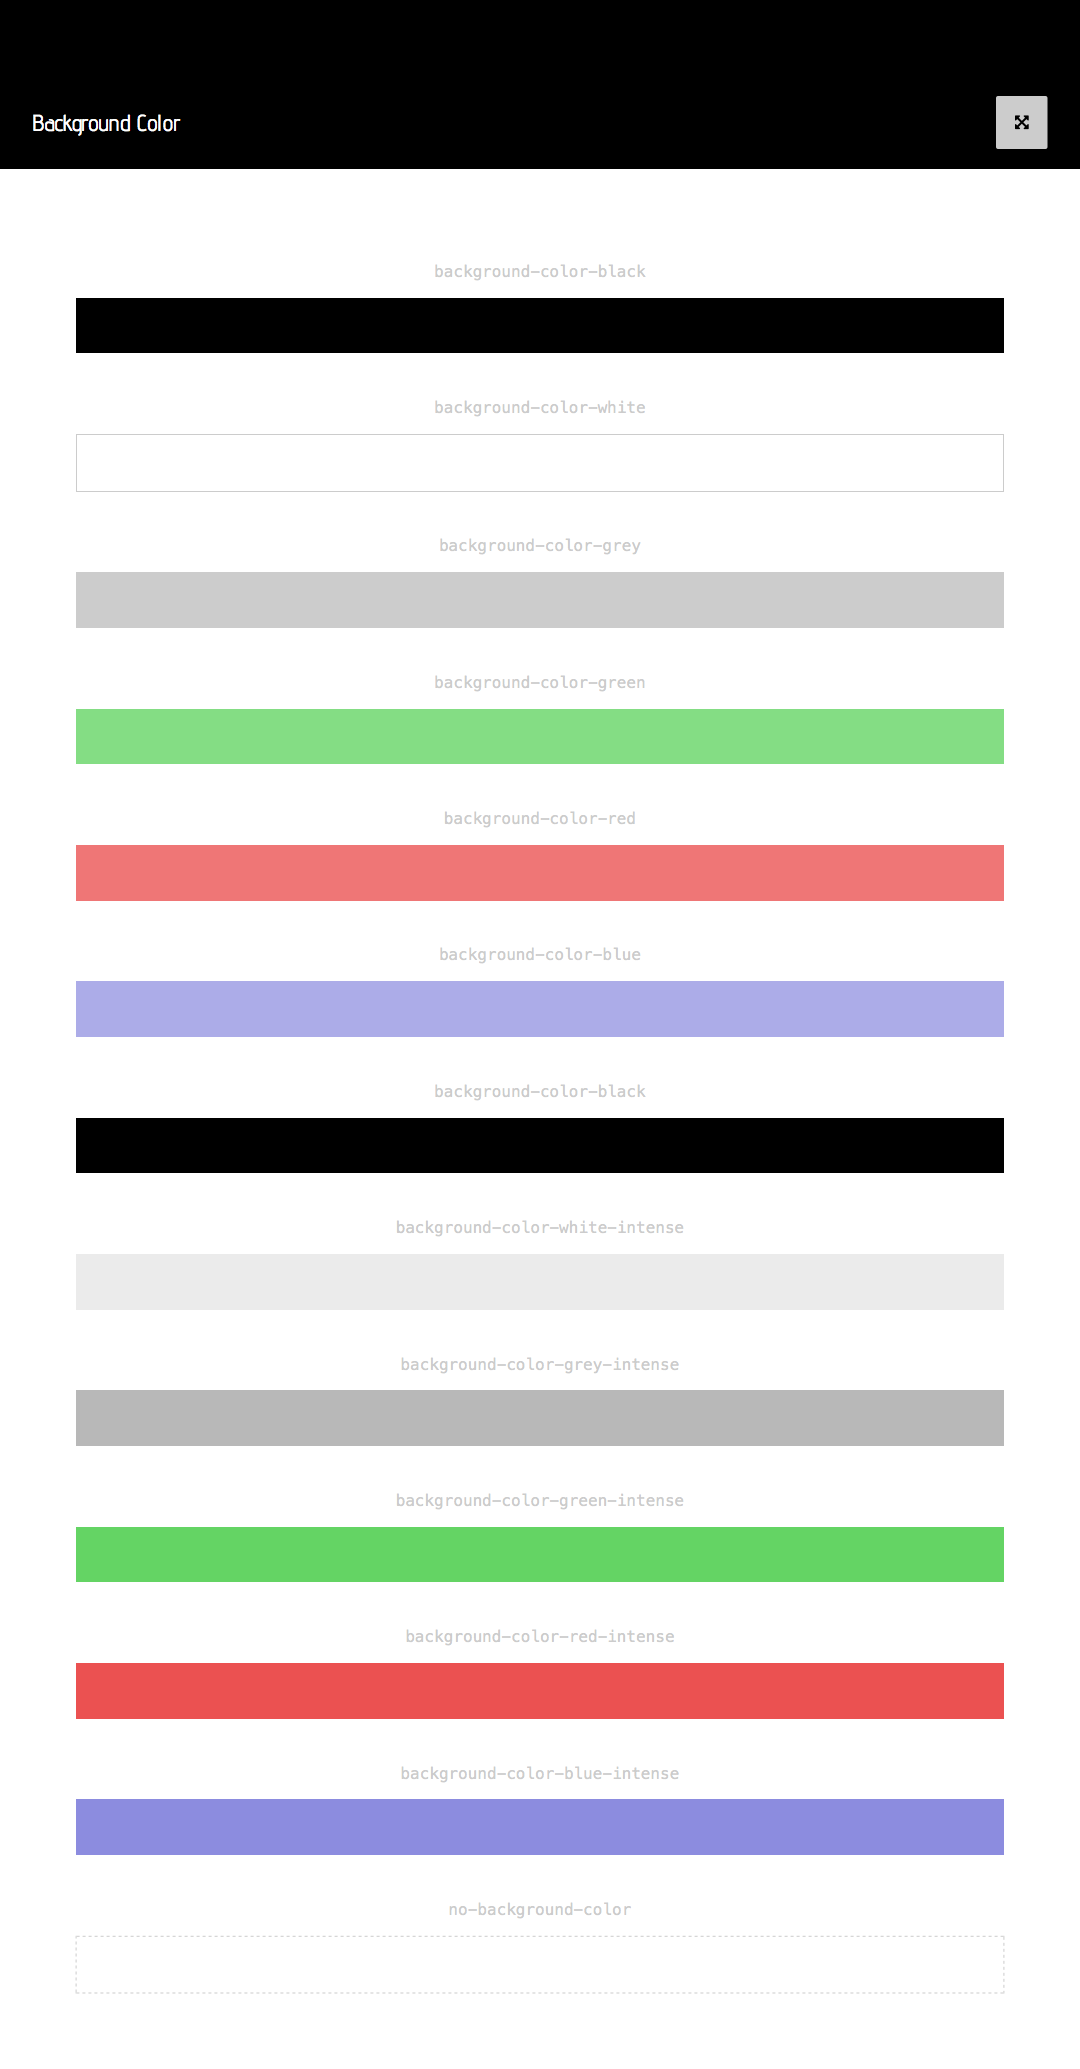 Background Color
background-color-black
background-color-white
background-color-grey
background-color-green
background-color-red
background-color-blue
background-color-black
background-color-white-intense
background-color-grey-intense
background-color-green-intense
background-color-red-intense
background-color-blue-intense
no-background-color